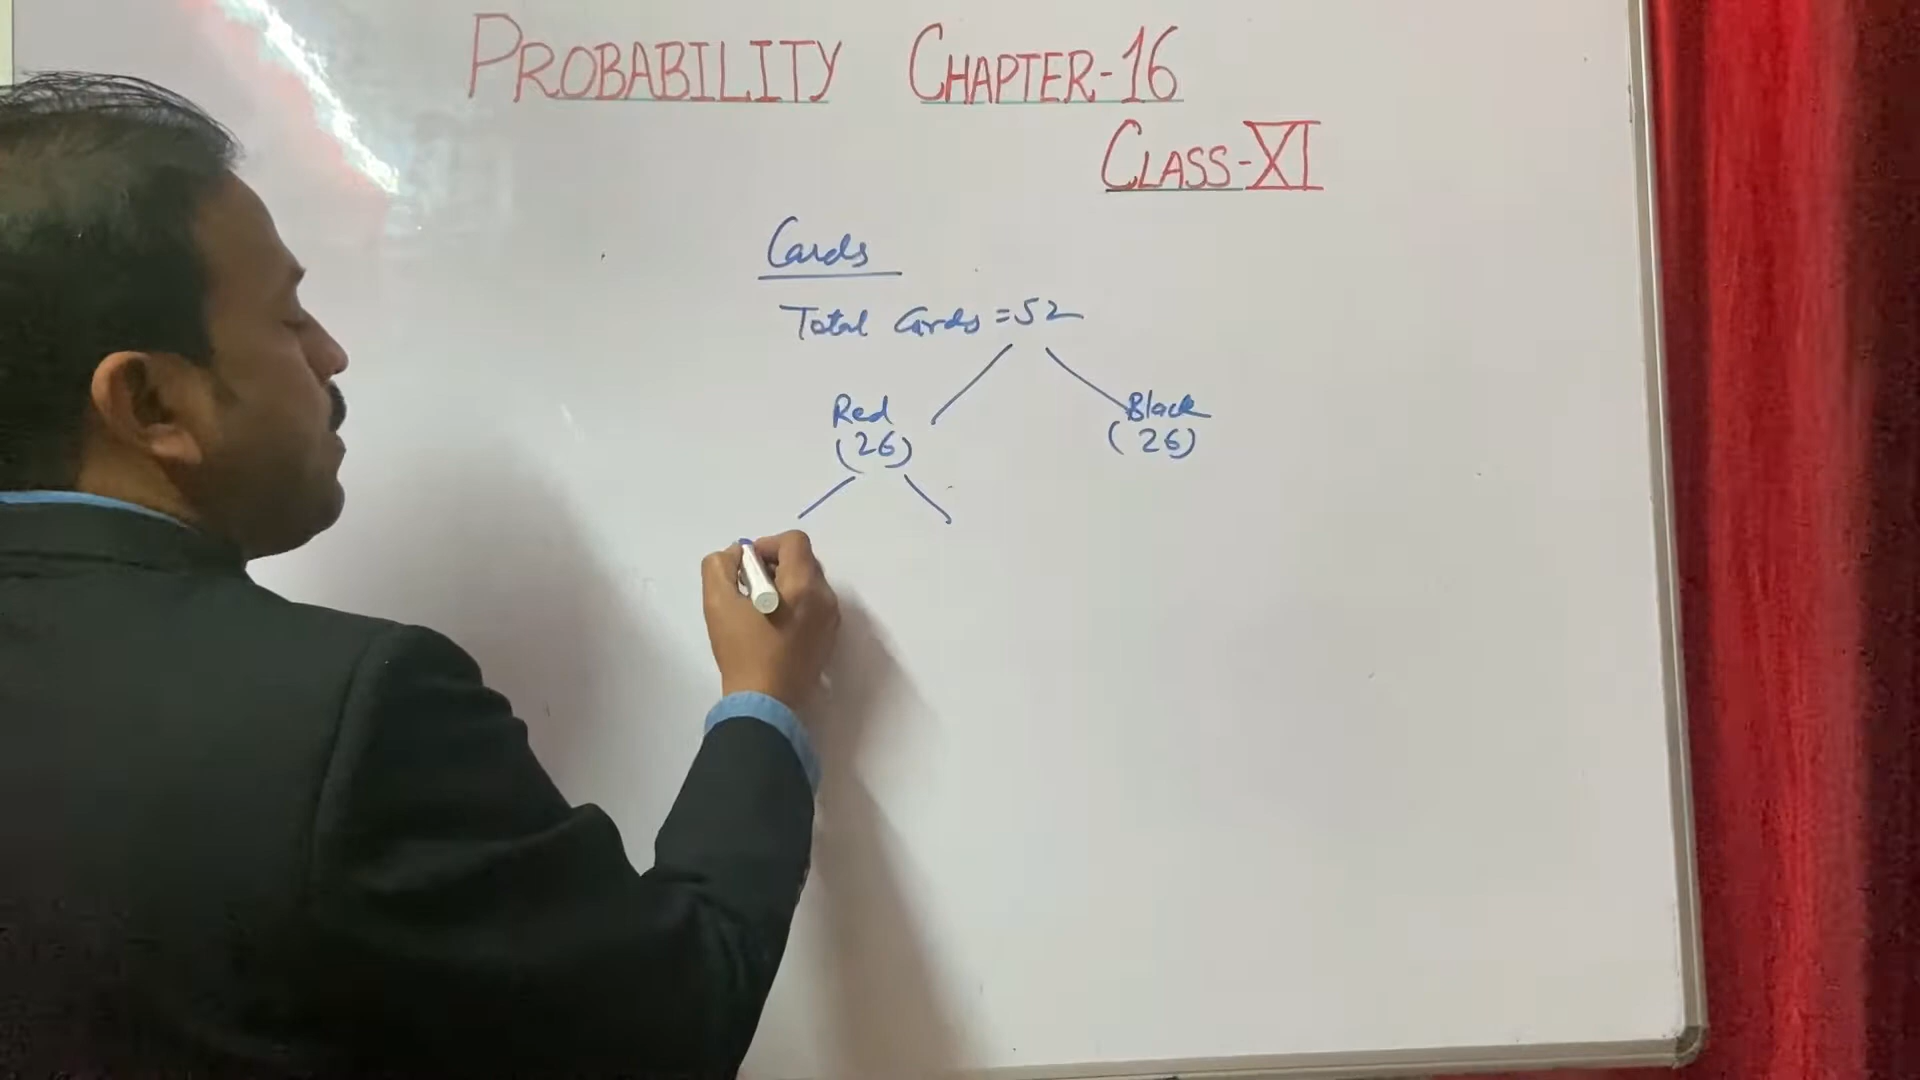 PROBABILITY CHAPTER-16
CLASS-XI
Cards
Total Cards = 52
Red Black
(26) (26)